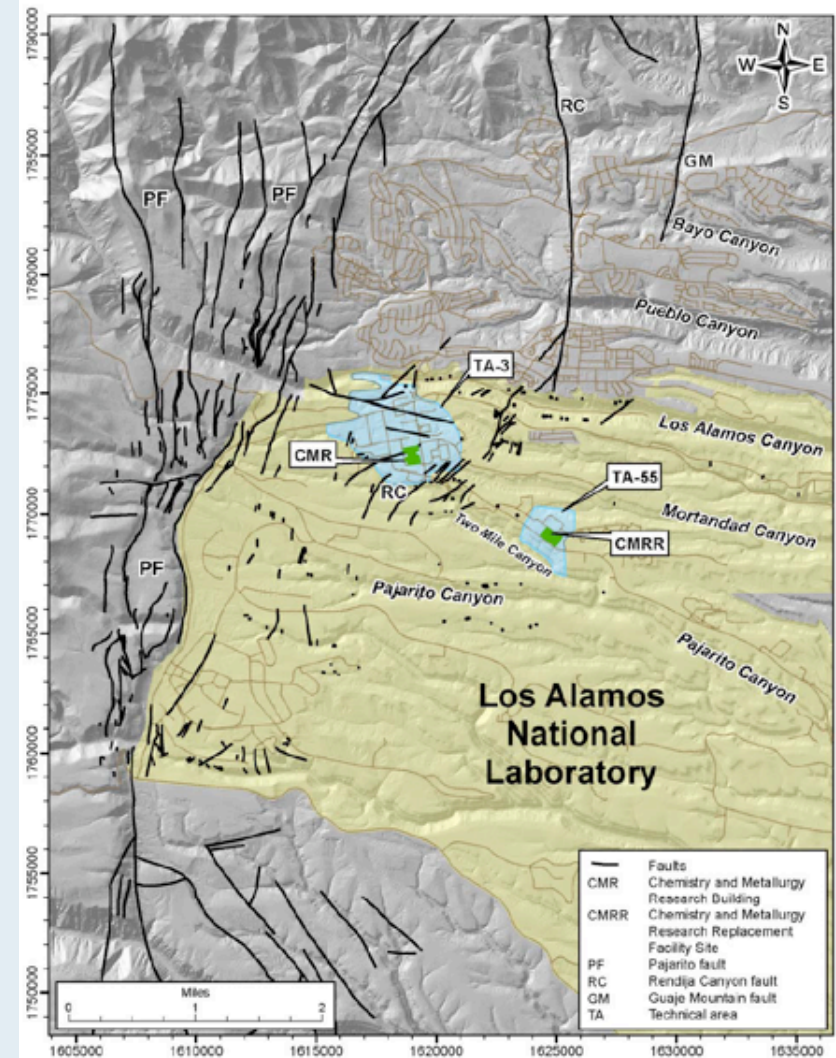 N
W E
S
1790000
1785000
1780000
1775000
1770000
1765000
1760000
1755000
1750000
RC
GM
PF
PF
Bayo Canyon
Pueblo Canyon
TA-3
Los Alamos Canyon
CMR
RC
TA-55
Mortandad Canyon
Two Mile Canyon
CMRR
PF
Pajarito Canyon
Pajarito Canyon
Los Alamos
National
Laboratory
Faults
CMR Chemistry and Metallurgy
Research Building
CMRR Chemistry and Metallurgy
Research Replacement
Facility Site
PF Pajarito fault
RC Rendija Canyon fault
GM Guaje Mountain fault
TA Technical area
Miles
0 1 2
1605000 1610000 1615000 1620000 1625000 1630000 1635000